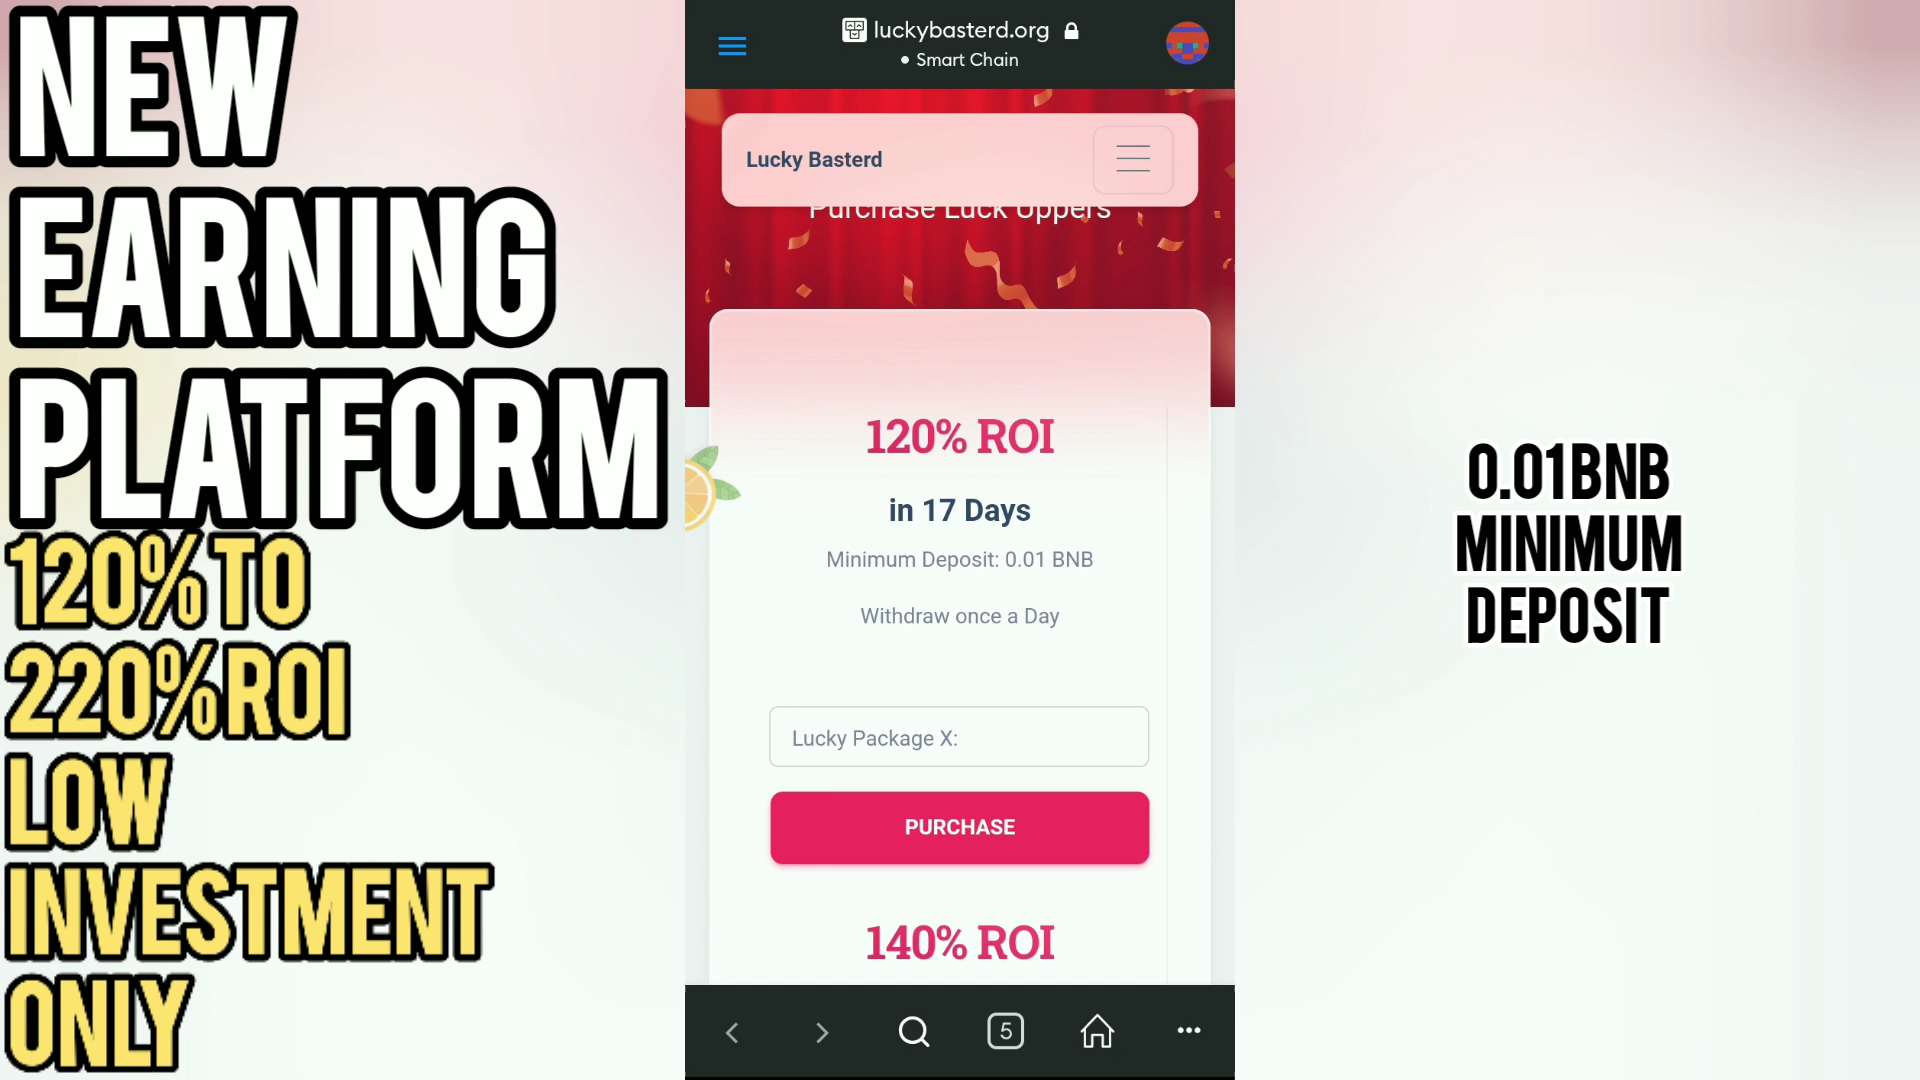 NEW
EARNING
PLATFORM
120% TO
220% ROI
LOW
INVESTMENT
ONLY
luckybasterd.org
• Smart Chain
Lucky Basterd
Purchase Luck Uppers
120% ROI
in 17 Days
Minimum Deposit: 0.01 BNB
Withdraw once a Day
Lucky Package X:
PURCHASE
140% ROI
5
0.01BNB
MINIMUM
DEPOSIT